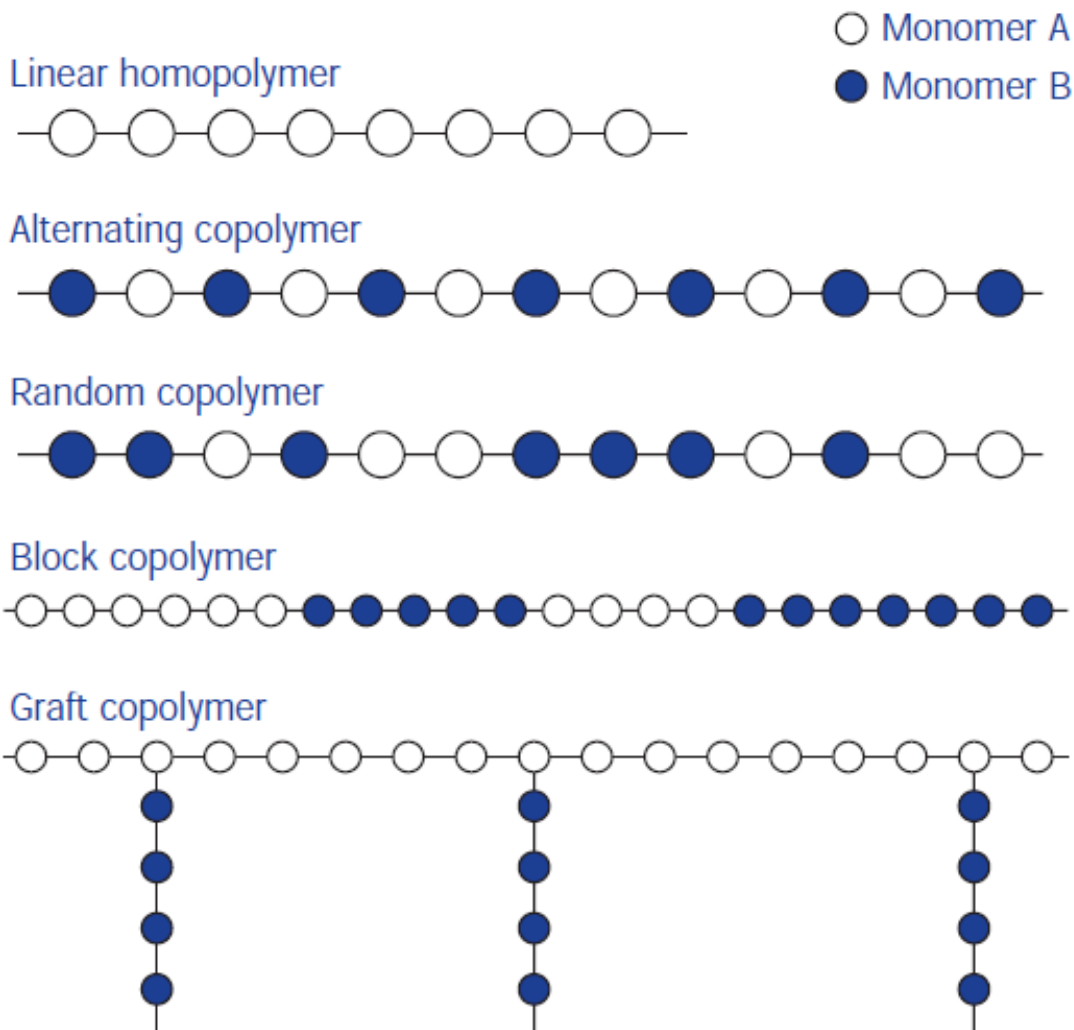 Monomer A
Linear homopolymer
Monomer B
Alternating copolymer
Random copolymer
Block copolymer
Graft copolymer